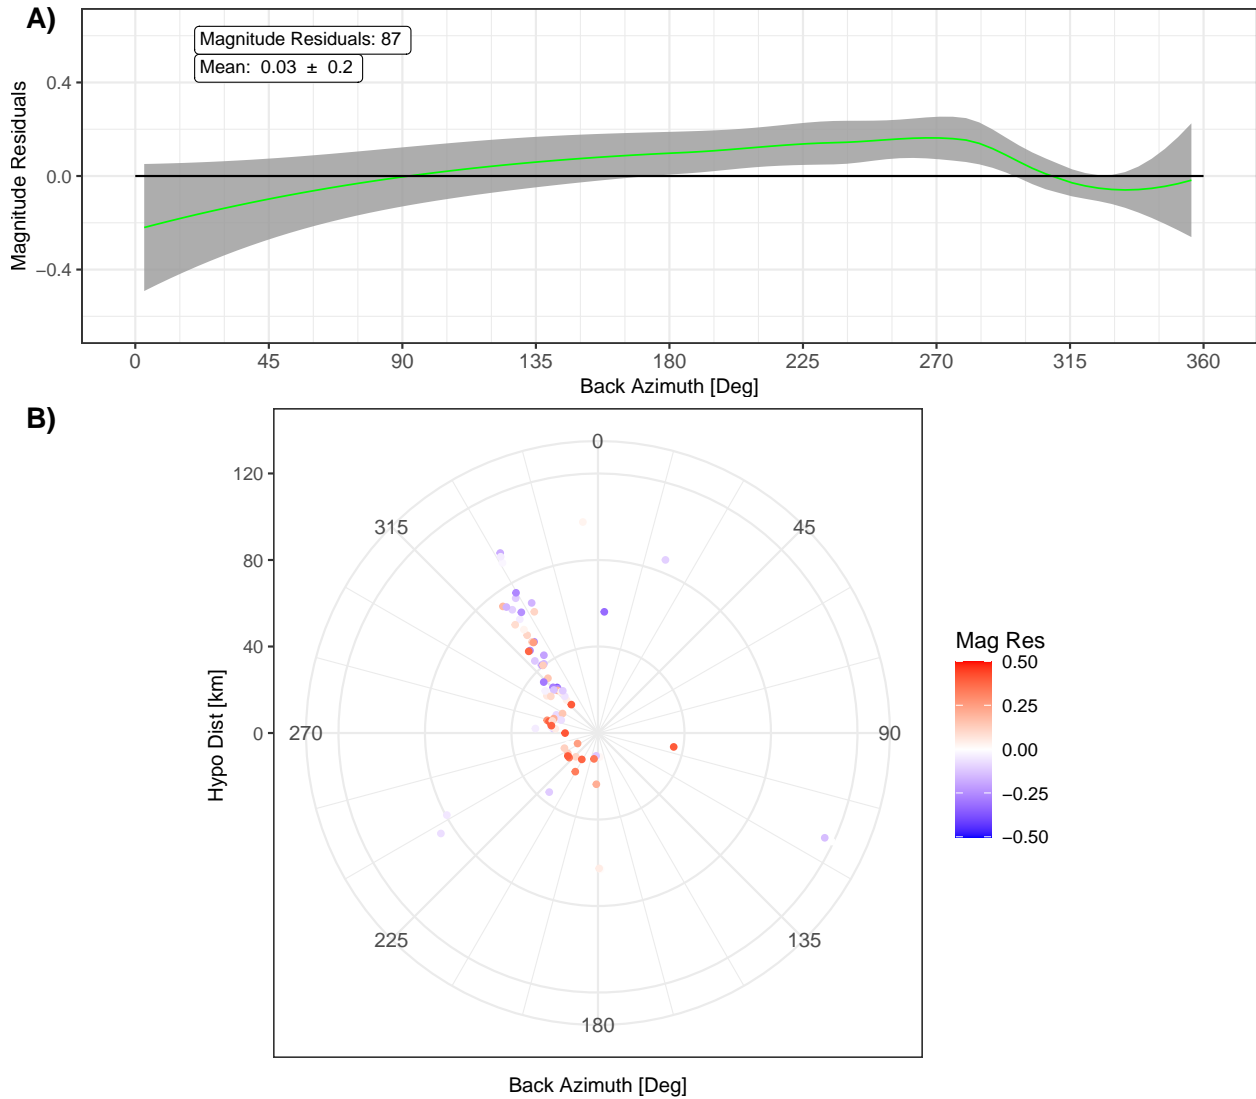 A)
Magnitude Residuals: 87
Mean:  0.03  ±  0.2
Magnitude Residuals
0.4
0.0
−0.4
0 45 90 135 180 225 270 315 360
Back Azimuth [Deg]
B)
Hypo Dist [km]
120
80
40
0
0
45
90
135
180
225
270
315
Back Azimuth [Deg]
Mag Res
0.50
0.25
0.00
−0.25
−0.50